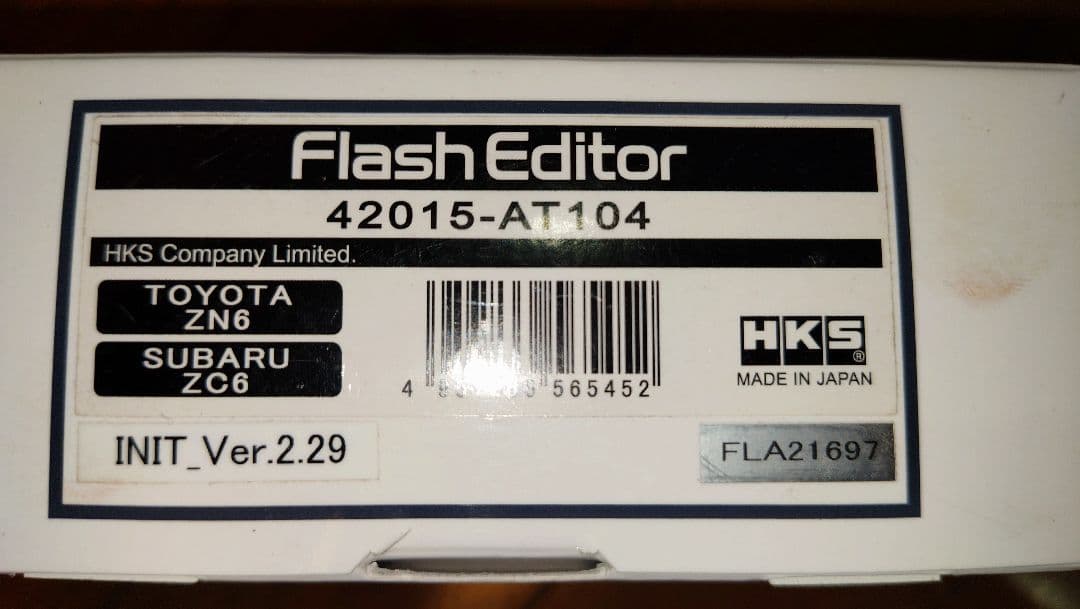 Flash Editor
42015-AT104
HKS Company Limited.
TOYOTA
ZN6
SUBARU
ZC6
565452
HKS®
MADE IN JAPAN
INIT_Ver.2.29
FLA21697